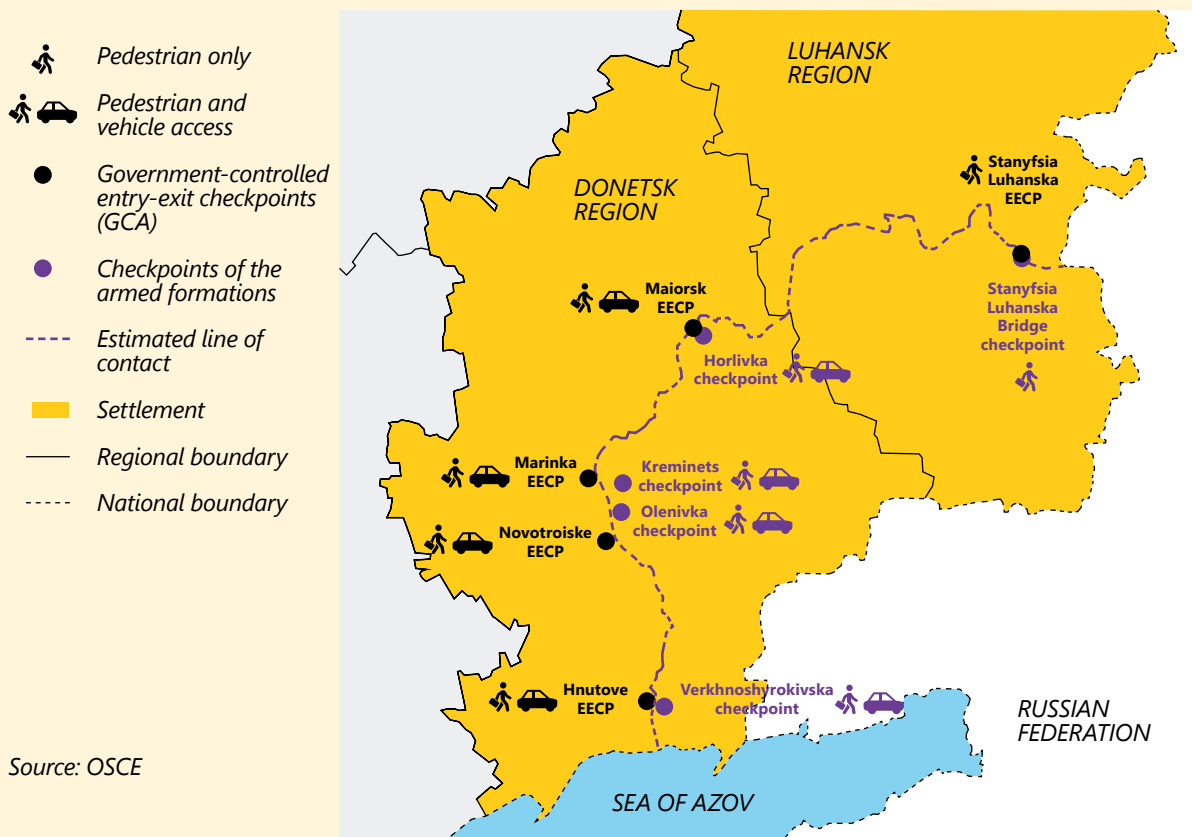 Pedestrian only
Pedestrian and
vehicle access
Government-controlled
entry-exit checkpoints
(GCA)
Checkpoints of the
armed formations
Estimated line of
contact
Settlement
Regional boundary
National boundary
Source: OSCE
LUHANSK
REGION
DONETSK
REGION
Stanyfsia
Luhanska
EECP
Stanyfsia
Luhanska
Bridge
checkpoint
Maiorsk
EECP
Horlivka
checkpoint
Marinka
EECP
Kreminets
checkpoint
Olenivka
checkpoint
Novotroiske
EECP
Hnutove
EECP
Verkhnoshyrokivska
checkpoint
RUSSIAN
FEDERATION
SEA OF AZOV